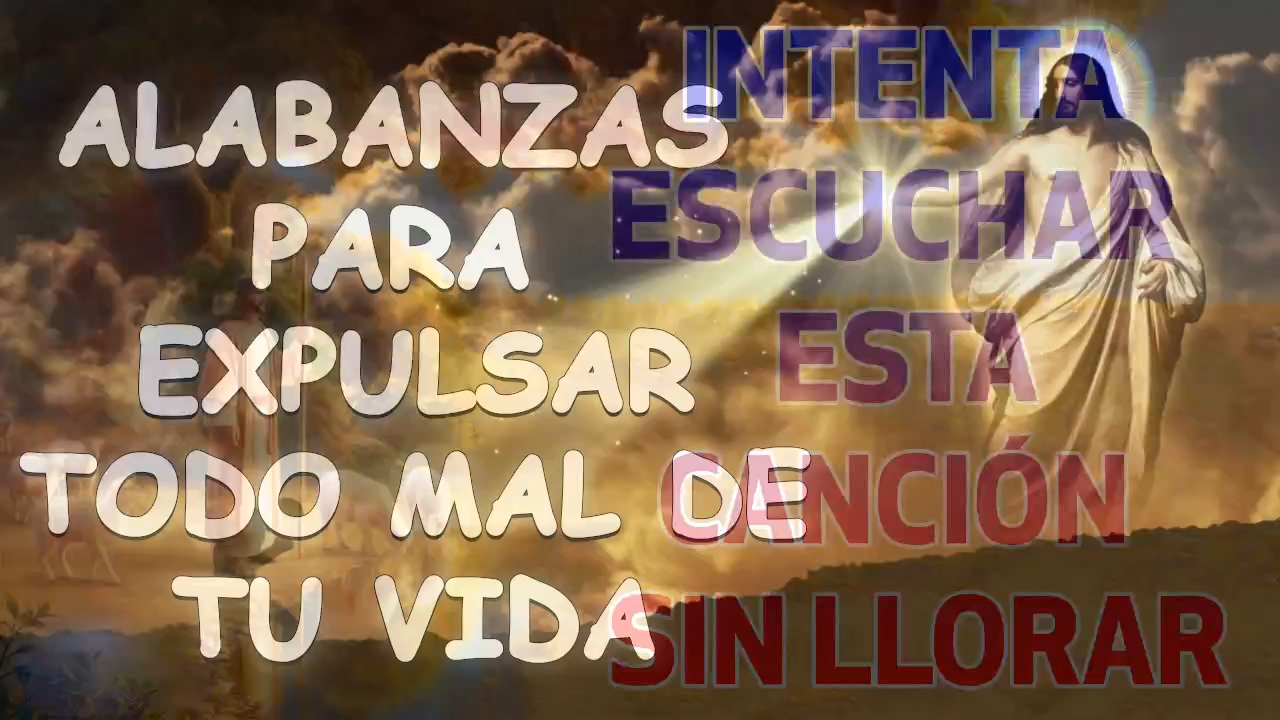 ALABANZAS
PARA
EXPULSAR
TODO MAL DE
TU VIDA
INTENTA
ESCUCHAR
ESTA
CANCIÓN
SIN LLORAR